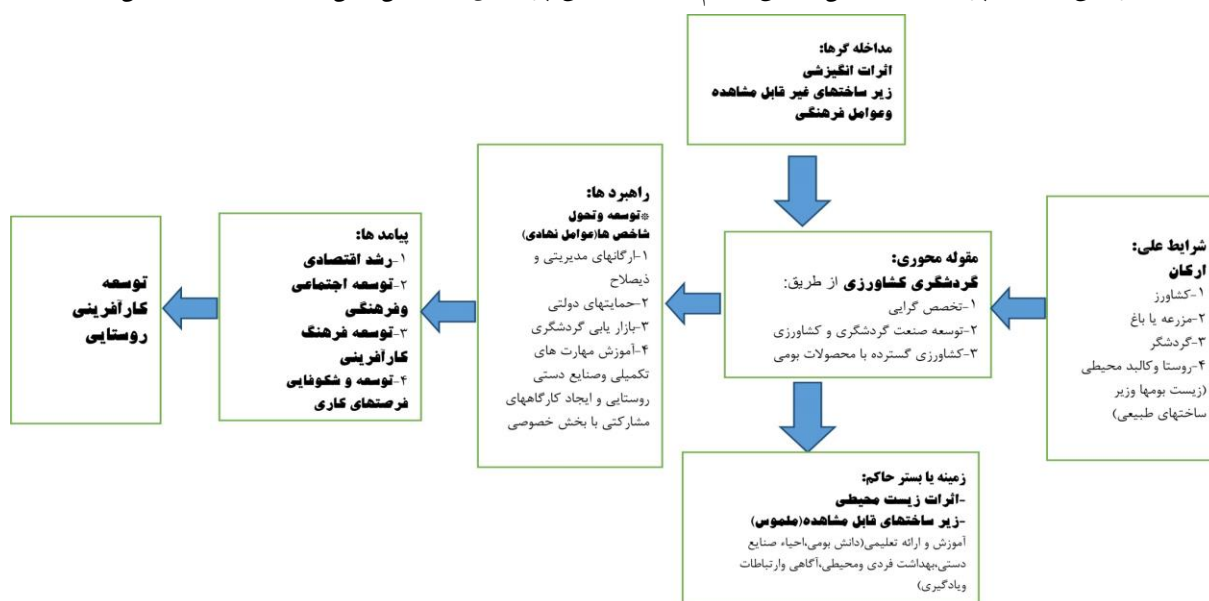 مداخله گرها:
اثرات انگیزشی
زیر ساختهای غیر قابل مشاهده
وعوامل فرهنگی
شرایط علی:
ارکان
۱-کشاورز
۲-مزرعه یا باغ
۳-گردشگر
۴-روستا وکالبد محیطی
(زیست بومها وزیر
ساختهای طبیعی)
مقوله محوری:
گردشگری کشاورزی از طریق:
۱-تخصص گرایی
۲-توسعه صنعت گردشگری و کشاورزی
۳-کشاورزی گسترده با محصولات بومی
راهبرد ها:
*توسعه وتحول
شاخص ها(عوامل نهادی)
۱-ارگانهای مدیریتی و
ذیصلاح
۲-حمایتهای دولتی
۳-بازار یابی گردشگری
۴-آموزش مهارت های
تکمیلی وصنایع دستی
روستایی و ایجاد کارگاههای
مشارکتی با بخش خصوصی
پیامد ها:
۱-رشد اقتصادی
۲-توسعه اجتماعی
وفرهنگی
۳-توسعه فرهنگ
کارآفرینی
۴-توسعه و شکوفایی
فرصتهای کاری
توسعه
کارآفرینی
روستایی
زمینه یا بستر حاکم:
-اثرات زیست محیطی
-زیر ساختهای قابل مشاهده(ملموس)
آموزش و ارائه تعلیمی(دانش بومی،احیاء صنایع
دستی،بهداشت فردی ومحیطی،آگاهی وارتباطات
ویادگیری)